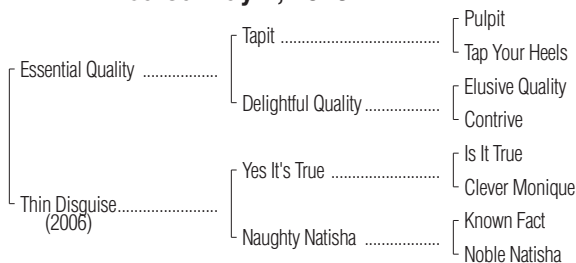 Pulpit
Tapit ........................................
Tap Your Heels
Essential Quality ..................
Elusive Quality
Delightful Quality ..................
Contrive
Is It True
Yes It's True ..........................
Clever Monique
Thin Disguise........................
(2006)
Known Fact
Naughty Natisha ..................
Noble Natisha